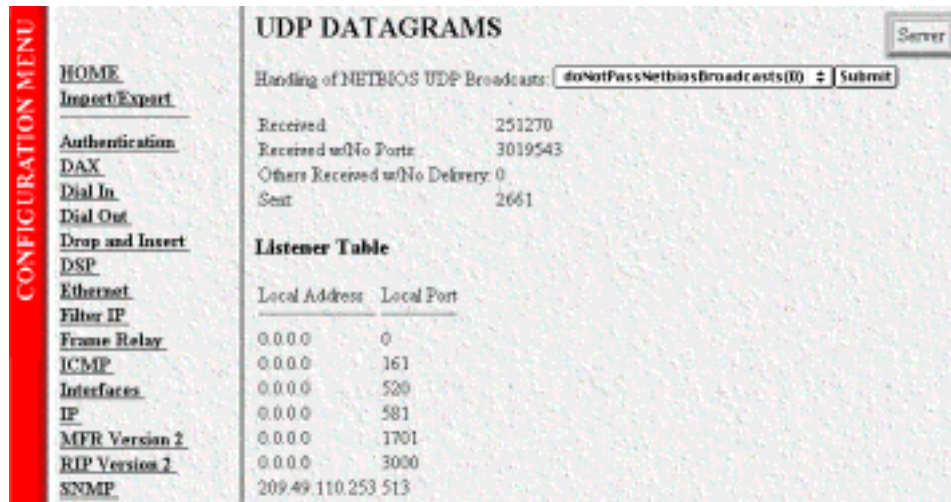 CONFIGURATION MENU
HOME
Import/Export
Authentication
DAX
Dial In
Dial Out
Drop and Insert
DSP
Ethernet
Filter IP
Frame Relay
ICMP
Interfaces
IP
MFR Version 2
RIP Version 2
SNMP
UDP DATAGRAMS
Server
Handling of NETBIOS UDP Broadcasts: doNotPassNetbiosBroadcasts(0) Submit
Received 251270
Received w/No Ports 3019543
Others Received w/No Delivery: 0
Sent 2661
Listener Table
Local Address Local Port
0.0.0.0 0
0.0.0.0 161
0.0.0.0 520
0.0.0.0 581
0.0.0.0 1701
0.0.0.0 3000
209.49.110.253 513